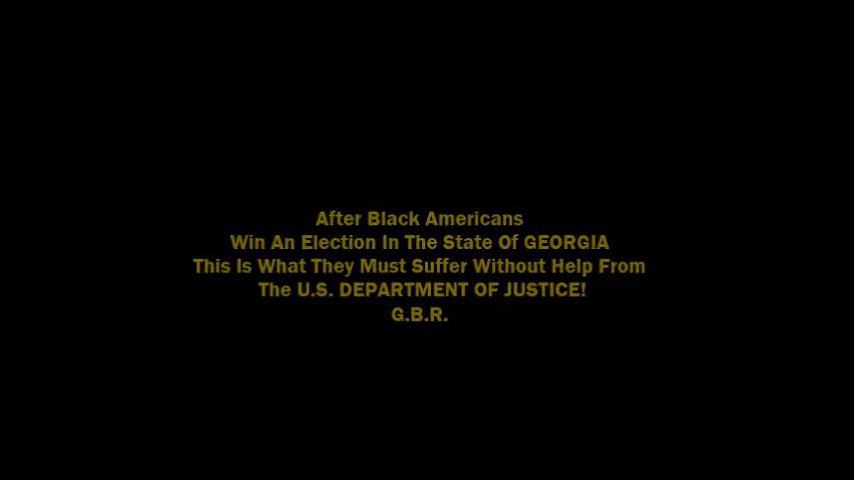 After Black Americans
Win An Election In The State Of GEORGIA
This Is What They Must Suffer Without Help From
The U.S. DEPARTMENT OF JUSTICE!
G.B.R.